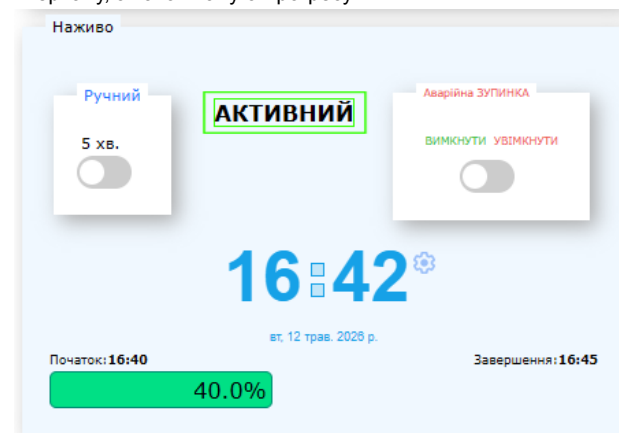 Наживо
Ручний
5 хв.
АКТИВНИЙ
Аварійна ЗУПИНКА
ВИМКНУТИ УВІМКНУТИ
16:42
вт, 12 трав. 2026 р.
Початок:16:40
Завершення:16:45
40.0%